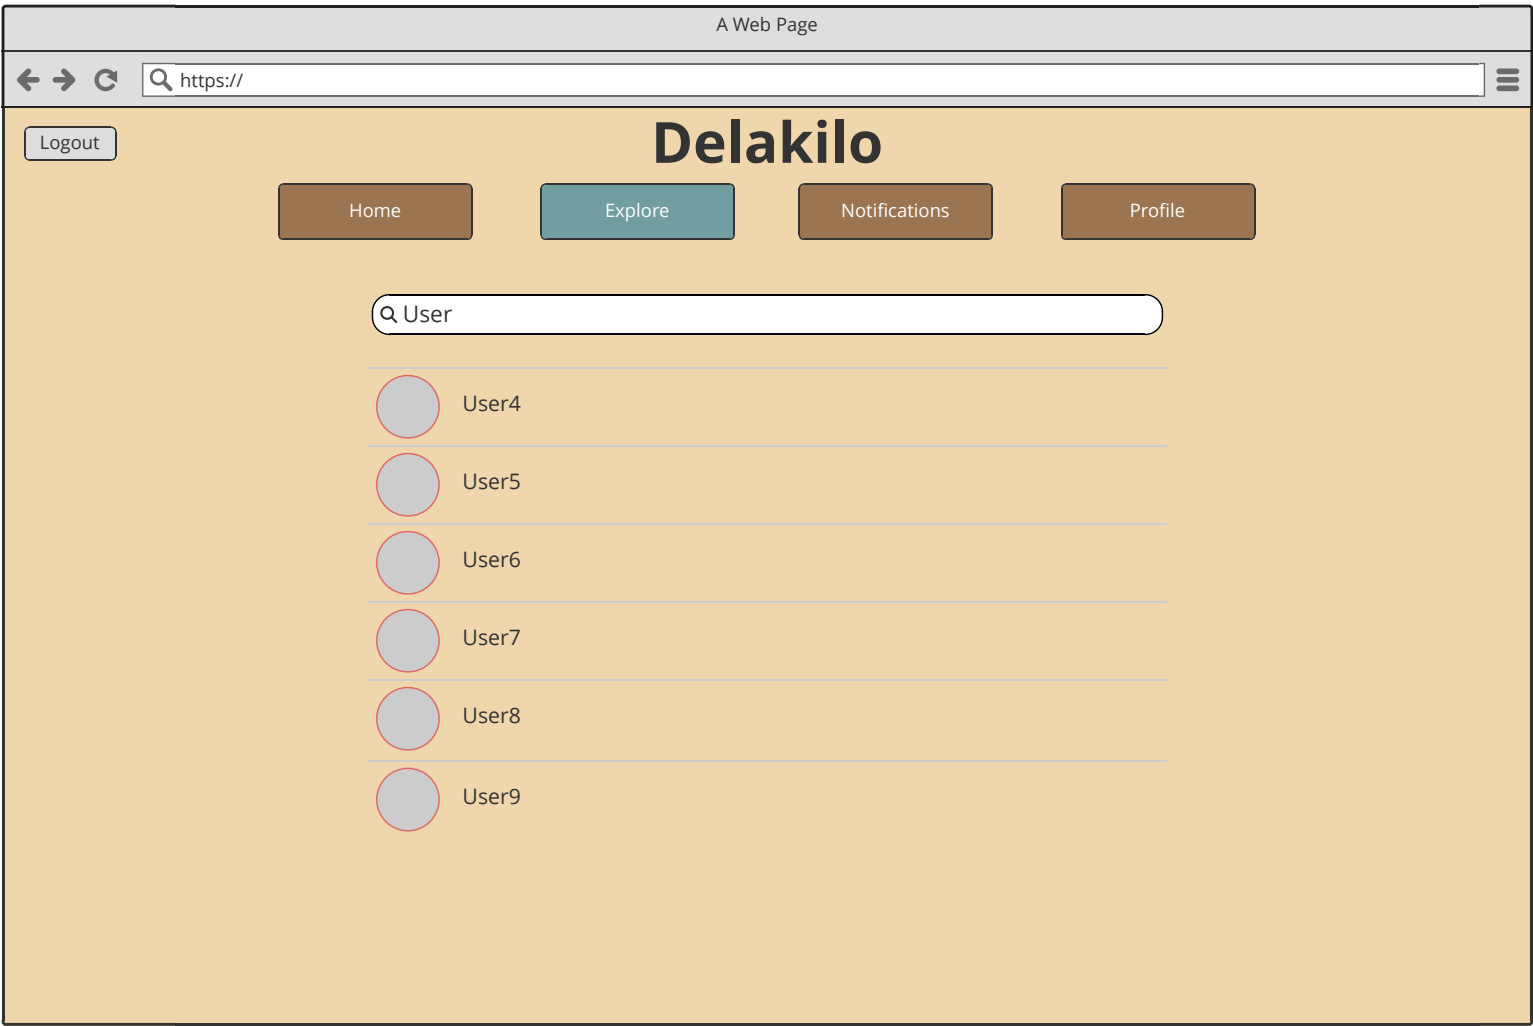 A Web Page
https://
Logout
Delakilo
Home
Explore
Notifications
Profile
User
User4
User5
User6
User7
User8
User9